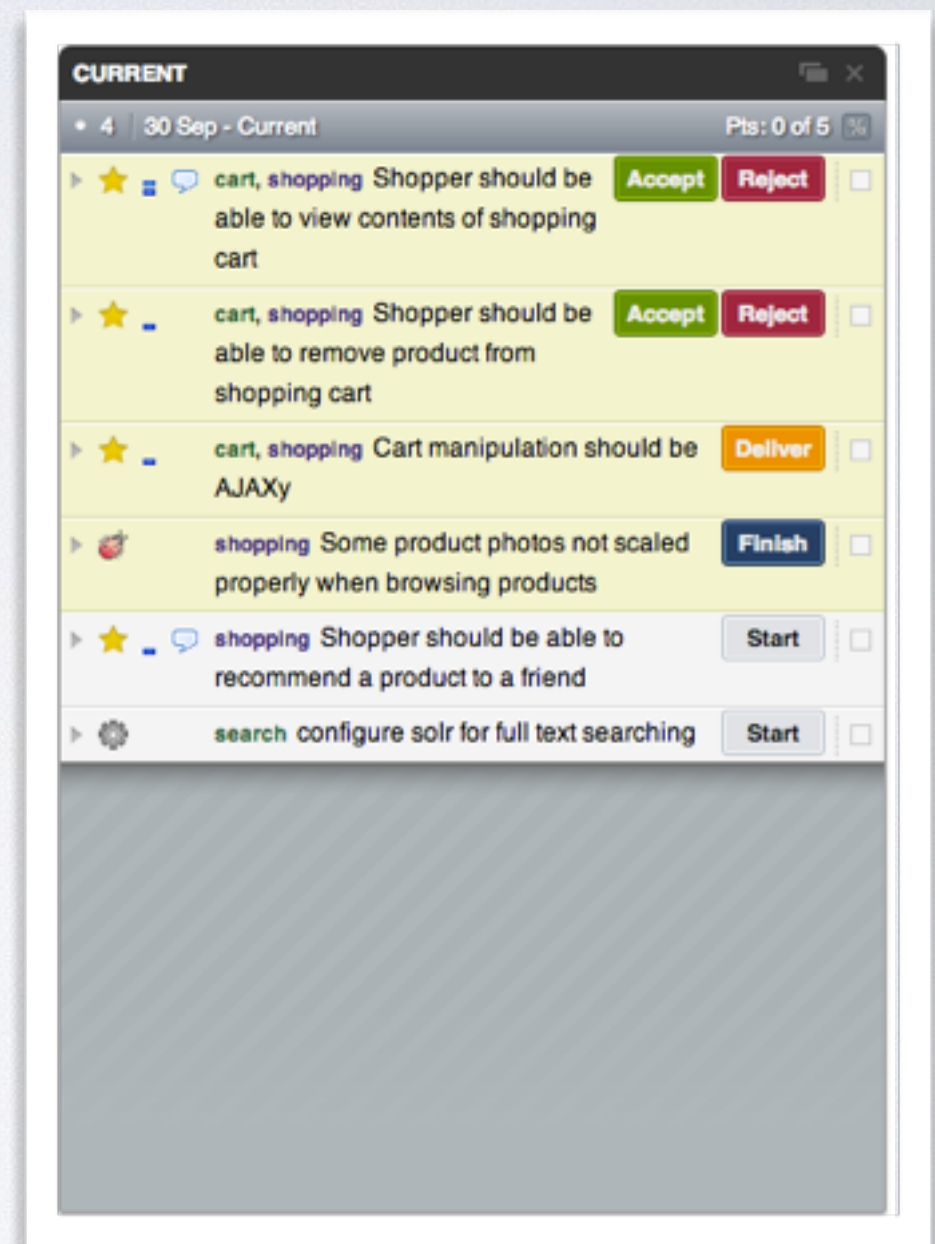 CURRENT
4 30 Sep - Current Pts: 0 of 5 %
cart, shopping Shopper should be Accept Reject
able to view contents of shopping
cart
cart, shopping Shopper should be Accept Reject
able to remove product from
shopping cart
cart, shopping Cart manipulation should be Deliver
AJAXy
shopping Some product photos not scaled Finish
properly when browsing products
shopping Shopper should be able to Start
recommend a product to a friend
search configure solr for full text searching Start